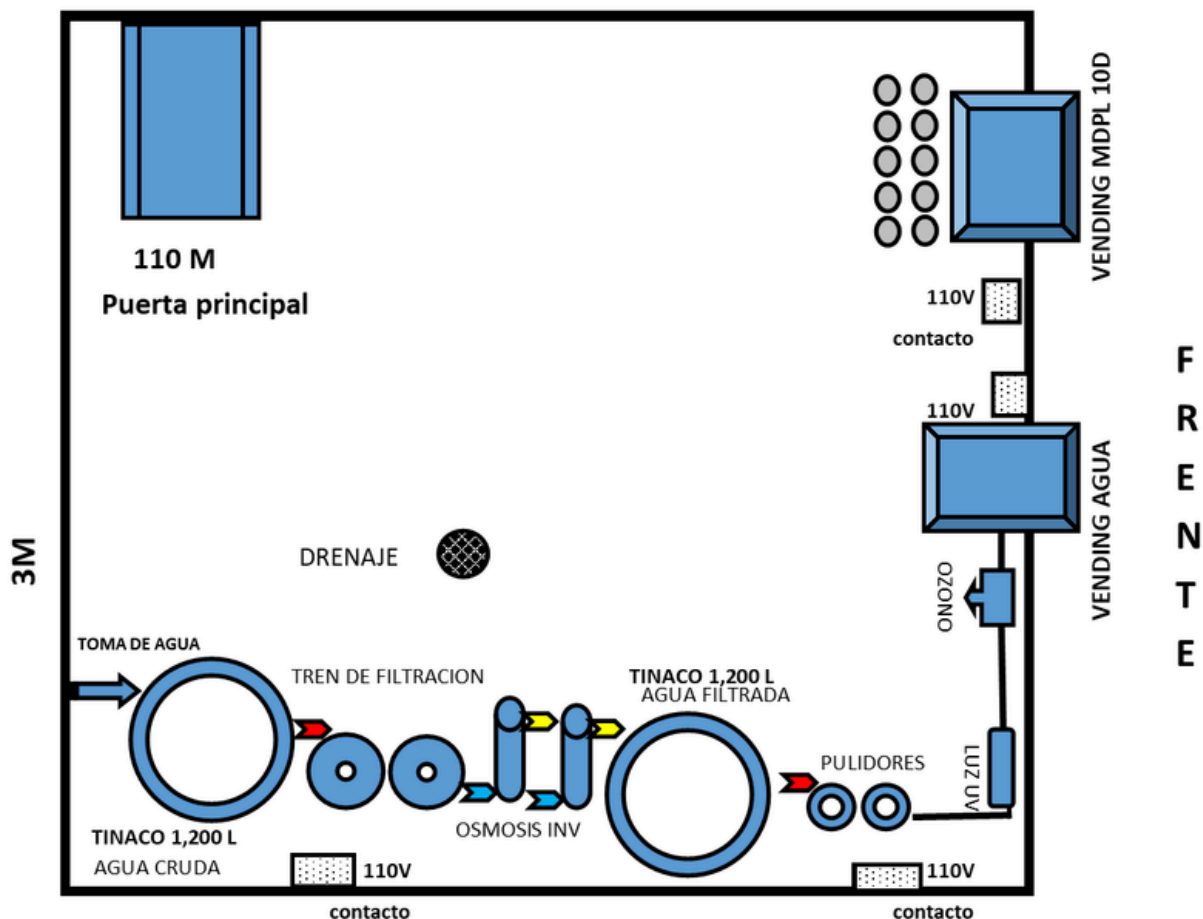 VENDING MDPL 10D
110 M
Puerta principal
110V
contacto
110V
FRENTE
VENDING AGUA
3M
DRENAJE
OZONO
TOMA DE AGUA
TREN DE FILTRACION
TINACO 1,200 L
AGUA FILTRADA
PULIDORES
LUZ UV
OSMOSIS INV
TINACO 1,200 L
AGUA CRUDA
110V
contacto
110V
contacto